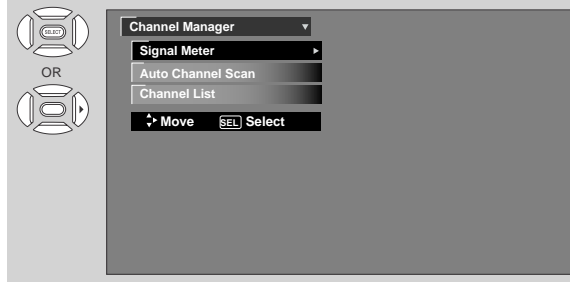 SELECT
OR
Channel Manager
Signal Meter
Auto Channel Scan
Channel List
Move SEL Select